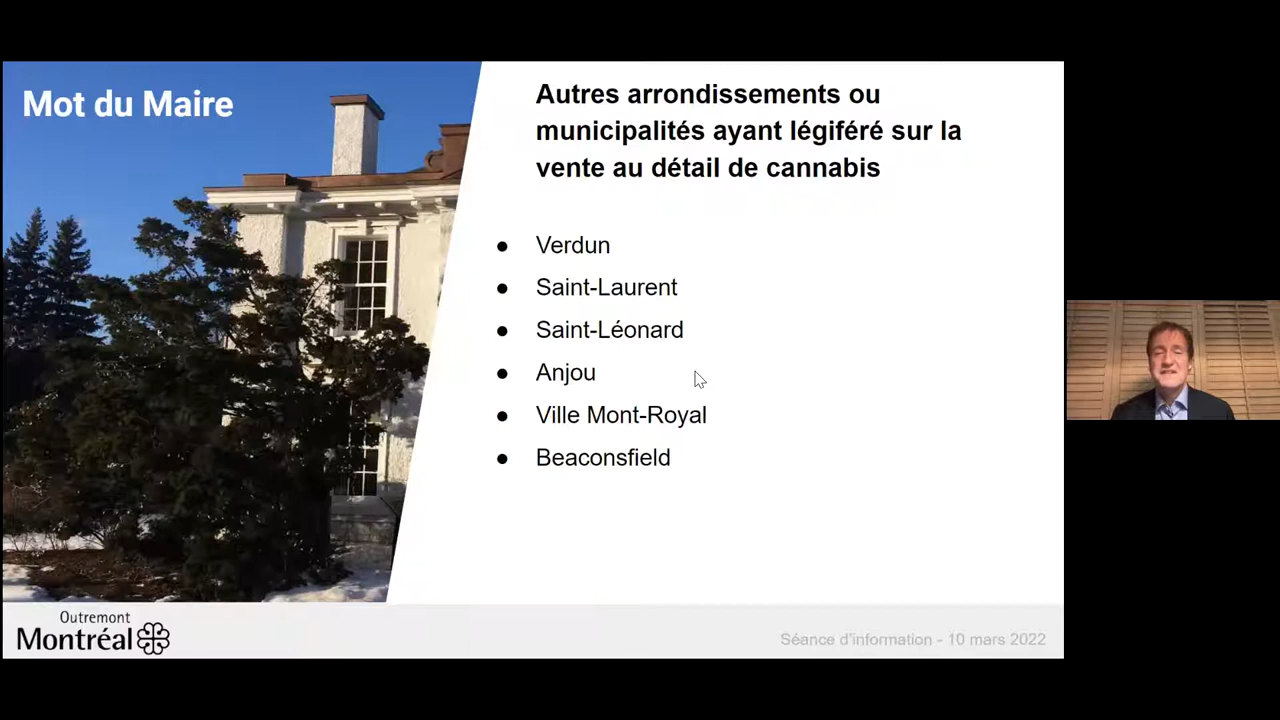 Mot du Maire
Autres arrondissements ou
municipalités ayant légiféré sur la
vente au détail de cannabis
● Verdun
● Saint-Laurent
● Saint-Léonard
● Anjou
● Ville Mont-Royal
● Beaconsfield
Outremont
Montréal
Séance d'information - 10 mars 2022